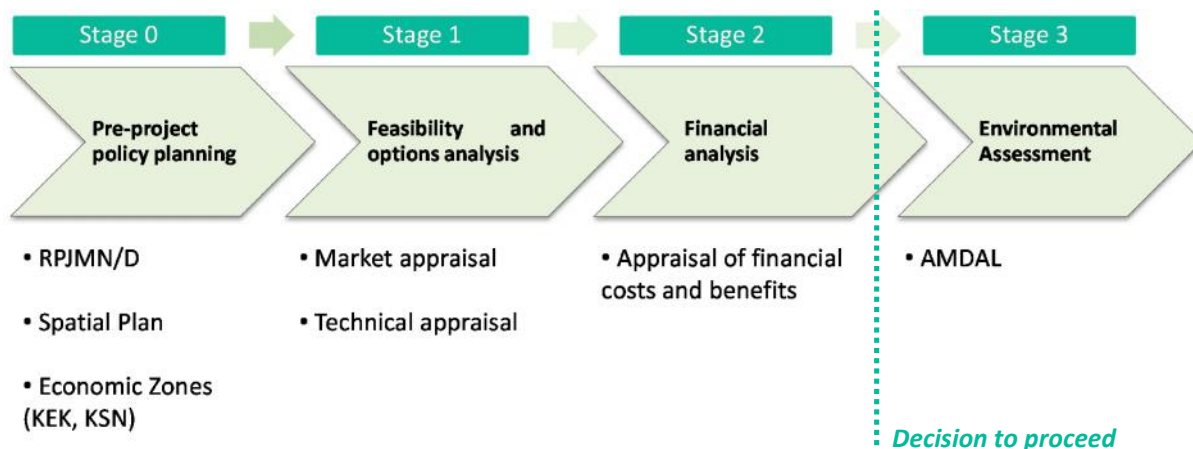 Stage 0
Stage 1
Stage 2
Stage 3
Pre-project
policy planning
Feasibility and
options analysis
Financial
analysis
Environmental
Assessment
• RPJMN/D
• Spatial Plan
• Economic Zones
(KEK, KSN)
• Market appraisal
• Technical appraisal
• Appraisal of financial
costs and benefits
• AMDAL
Decision to proceed